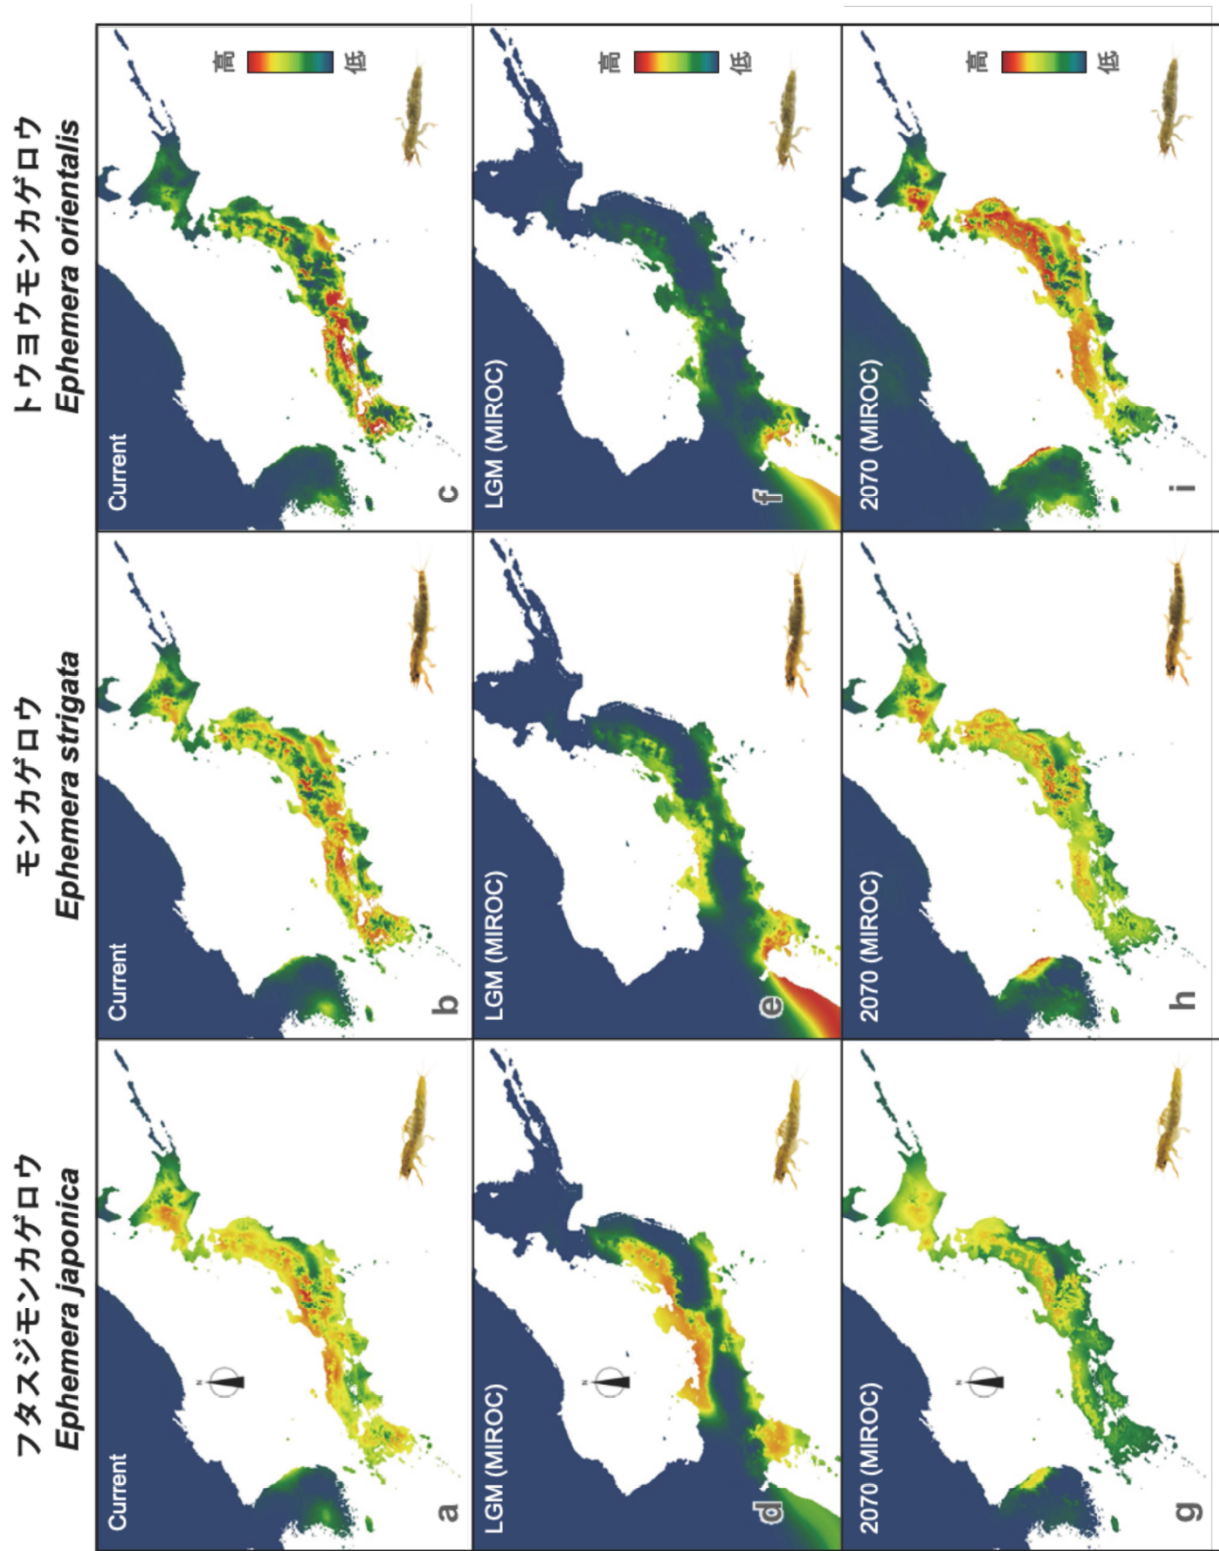 フタスジモンカゲロウ
Ephemera japonica
モンカゲロウ
Ephemera strigata
トウヨウモンカゲロウ
Ephemera orientalis
Current
N
a
Current
b
Current
高
低
c
LGM (MIROC)
N
d
LGM (MIROC)
e
LGM (MIROC)
高
低
f
2070 (MIROC)
N
g
2070 (MIROC)
h
2070 (MIROC)
高
低
i